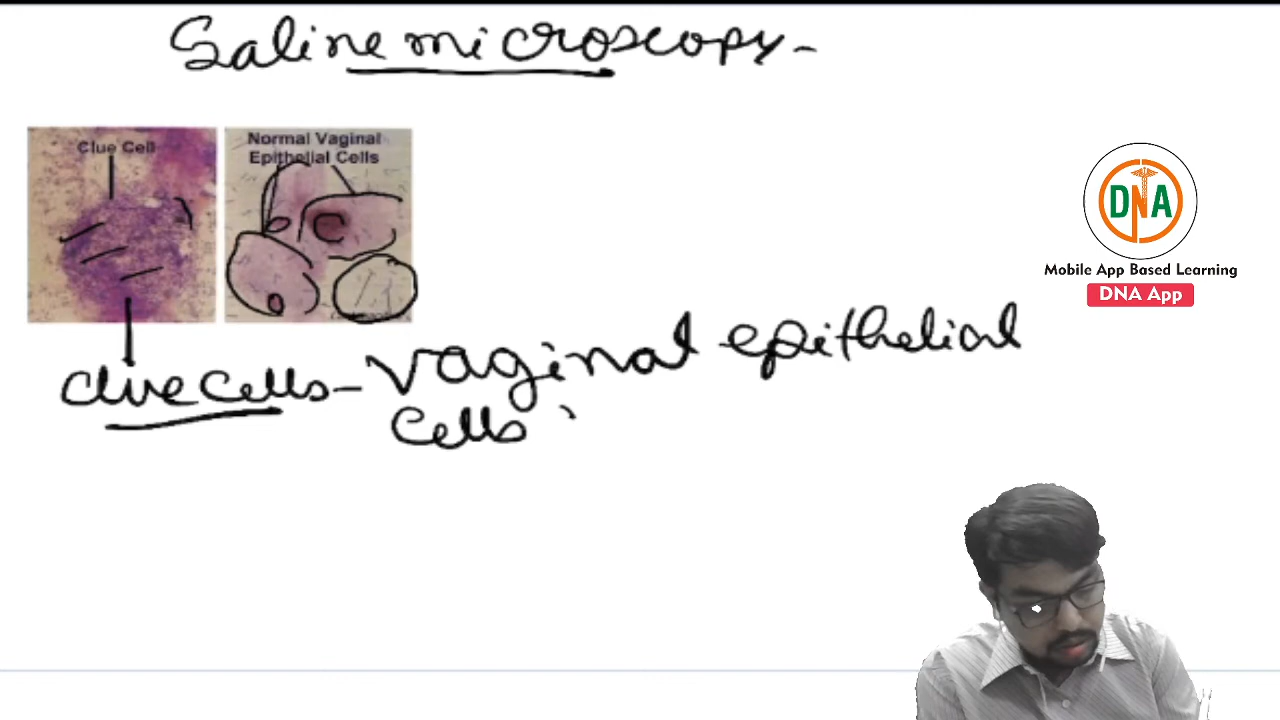 Saline microscopy -
Clue Cell
Normal Vaginal
Epithelial Cells
clue cells - vaginal epithelial
cells
DNA
Mobile App Based Learning
DNA App